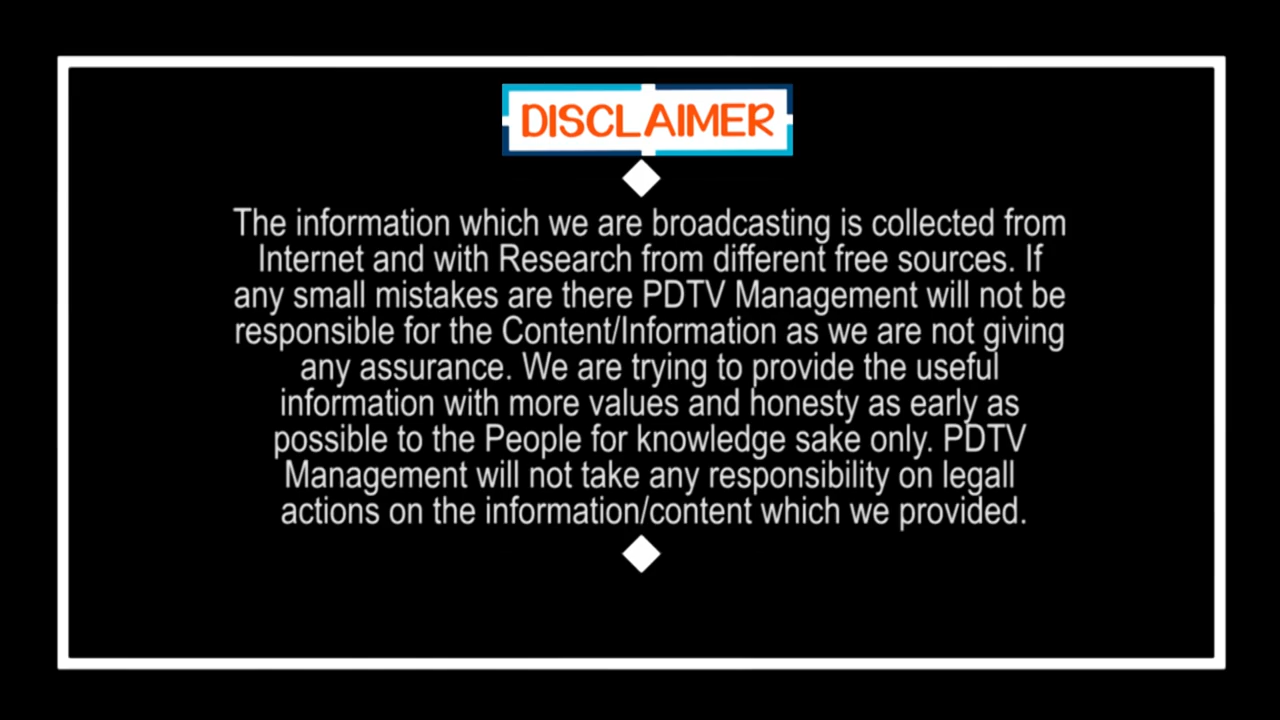 DISCLAIMER
The information which we are broadcasting is collected from
Internet and with Research from different free sources. If
any small mistakes are there PDTV Management will not be
responsible for the Content/Information as we are not giving
any assurance. We are trying to provide the useful
information with more values and honesty as early as
possible to the People for knowledge sake only. PDTV
Management will not take any responsibility on legall
actions on the information/content which we provided.